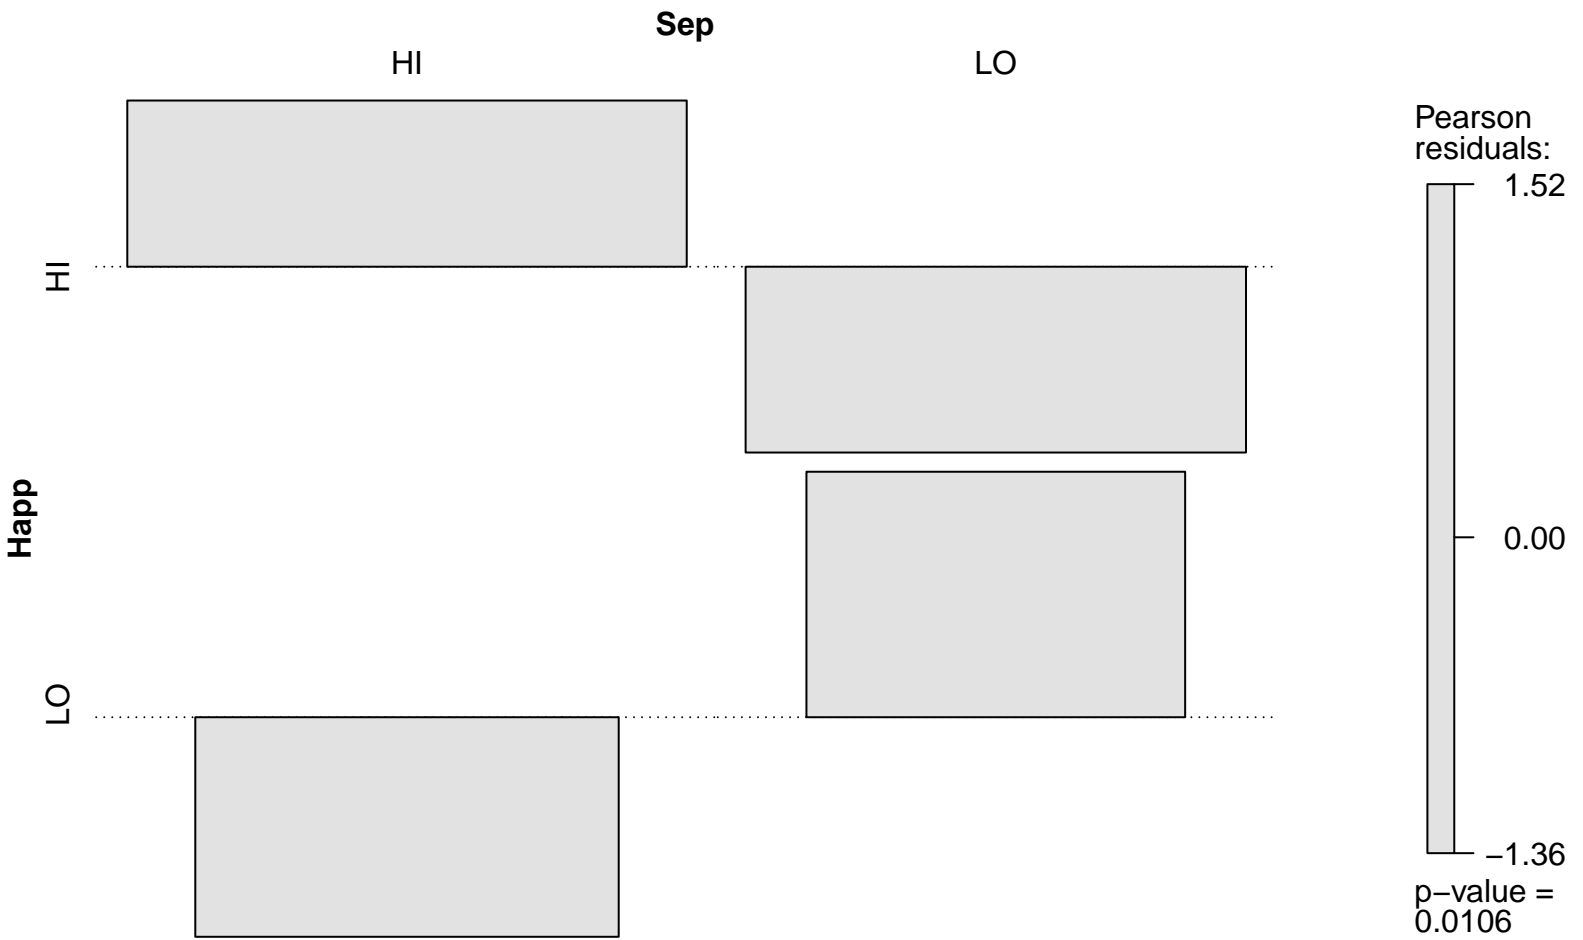 Sep
HI LO
HI
LO
Happ
Pearson
residuals:
1.52
0.00
−1.36
p−value =
0.0106